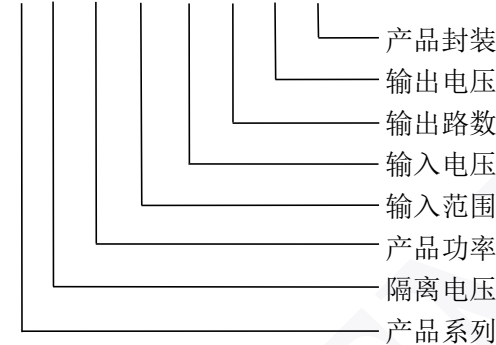 产品封装
输出电压
输出路数
输入电压
输入范围
产品功率
隔离电压
产品系列